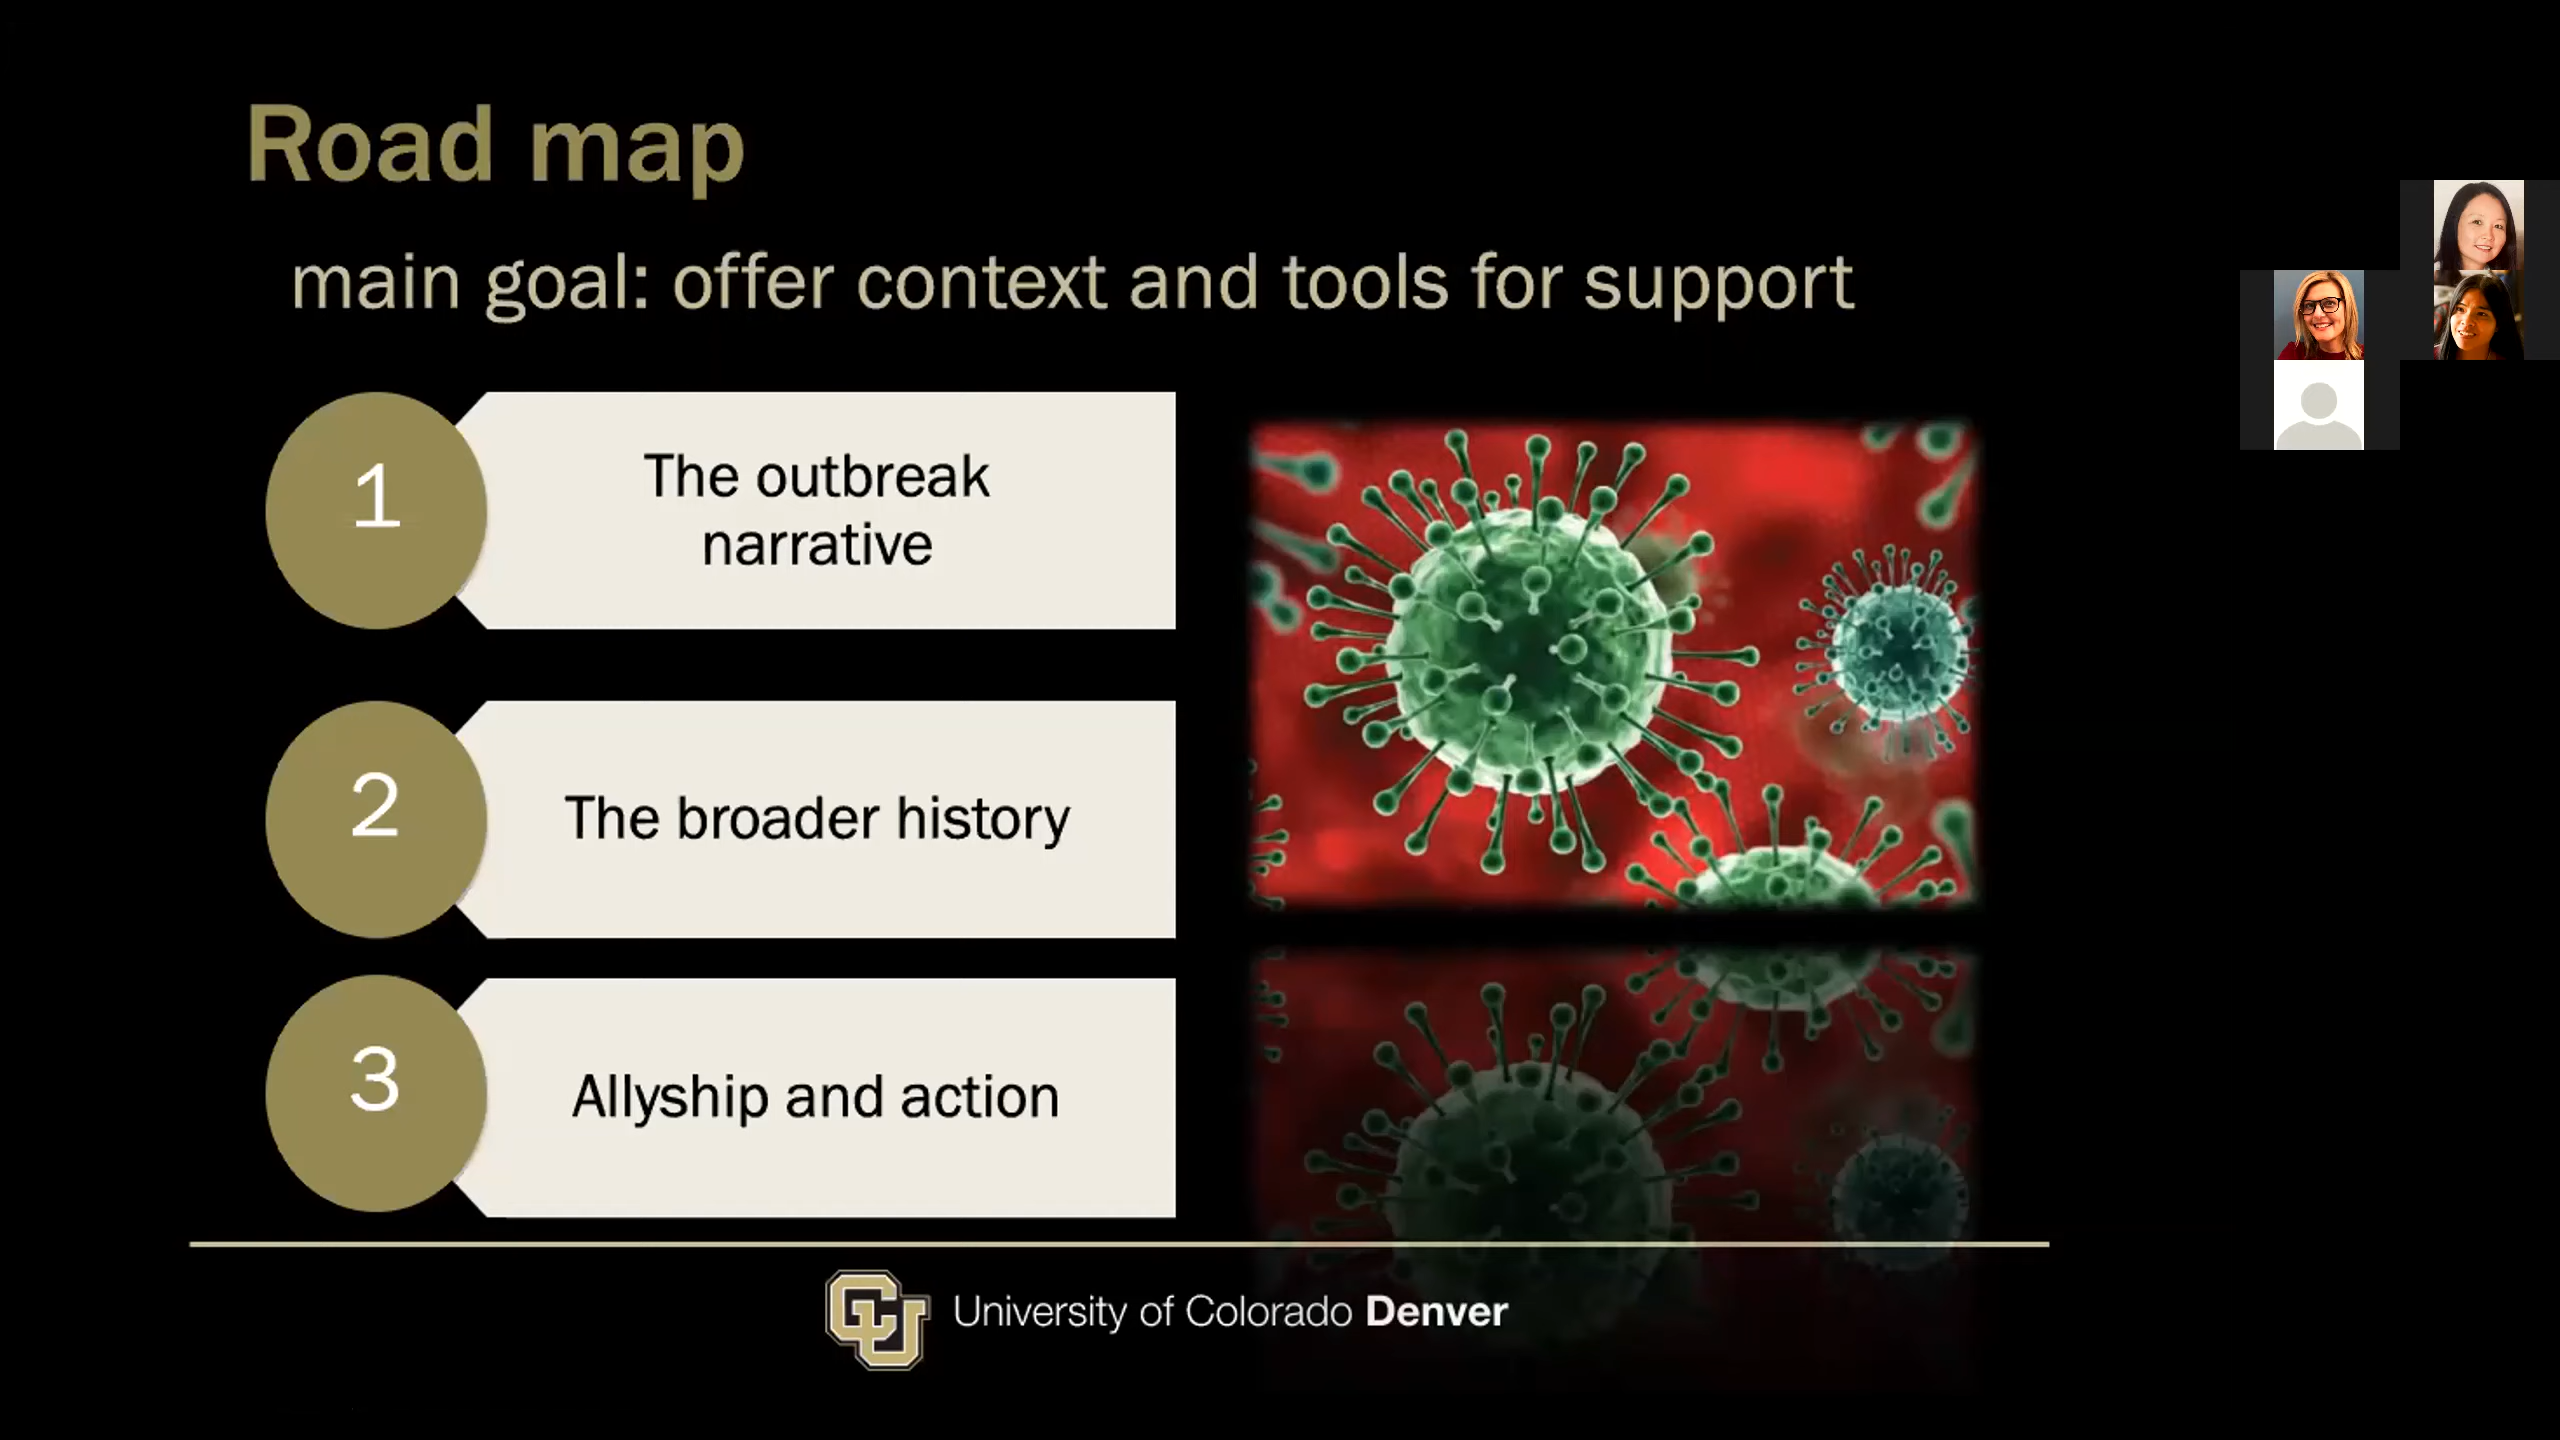 Road map
main goal: offer context and tools for support
1
The outbreak
narrative
2
The broader history
3
Allyship and action
CU University of Colorado Denver